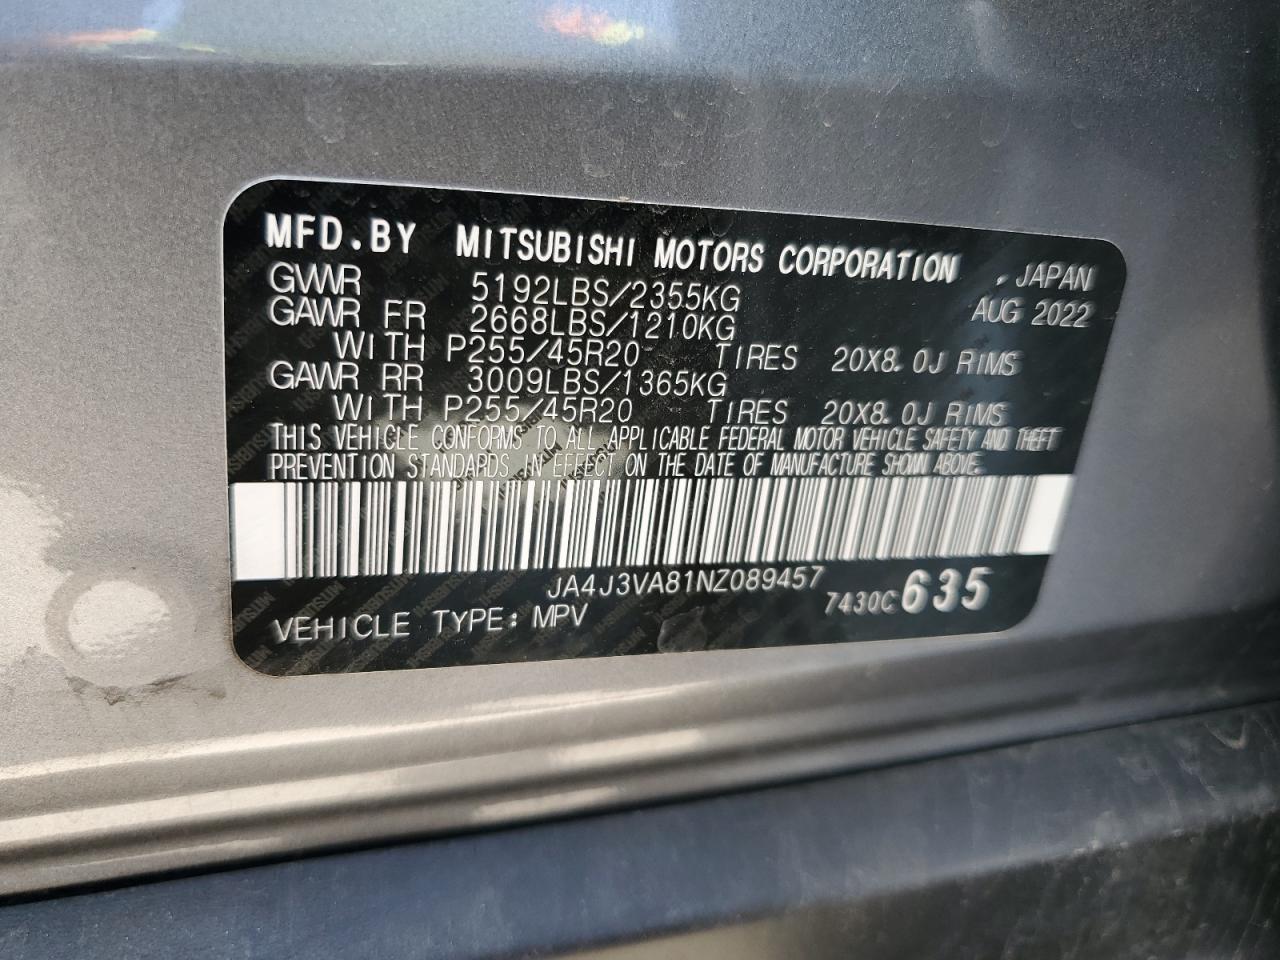 MFD.BY MITSUBISHI MOTORS CORPORATION , JAPAN
GVWR 5192LBS/2355KG AUG 2022
GAWR FR 2668LBS/1210KG
WITH P255/45R20 TIRES 20X8.0J RIMS
GAWR RR 3009LBS/1365KG
WITH P255/45R20 TIRES 20X8.0J RIMS
THIS VEHICLE CONFORMS TO ALL APPLICABLE FEDERAL MOTOR VEHICLE SAFETY AND THEFT
PREVENTION STANDARDS IN EFFECT ON THE DATE OF MANUFACTURE SHOWN ABOVE.
JA4J3VA81NZ089457
7430C 635
VEHICLE TYPE: MPV